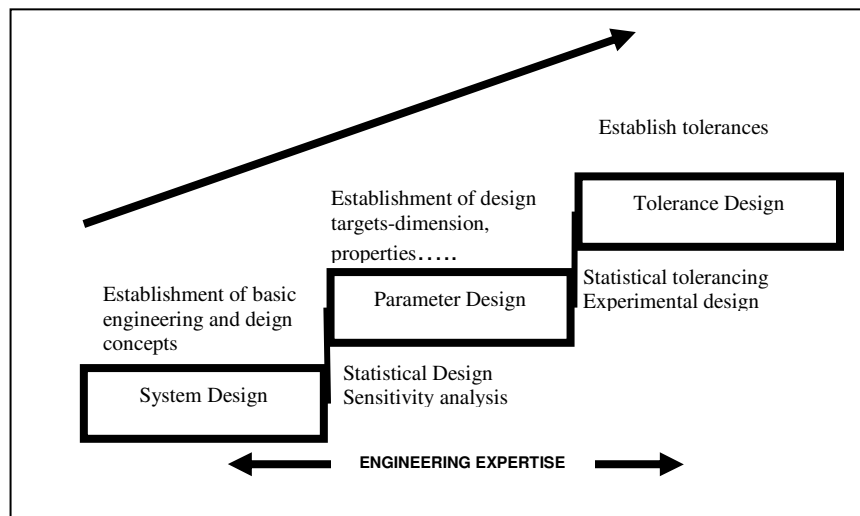 Establish tolerances
Tolerance Design
Establishment of design
targets-dimension,
properties.....
Statistical tolerancing
Experimental design
Parameter Design
Establishment of basic
engineering and deign
concepts
Statistical Design
Sensitivity analysis
System Design
ENGINEERING EXPERTISE